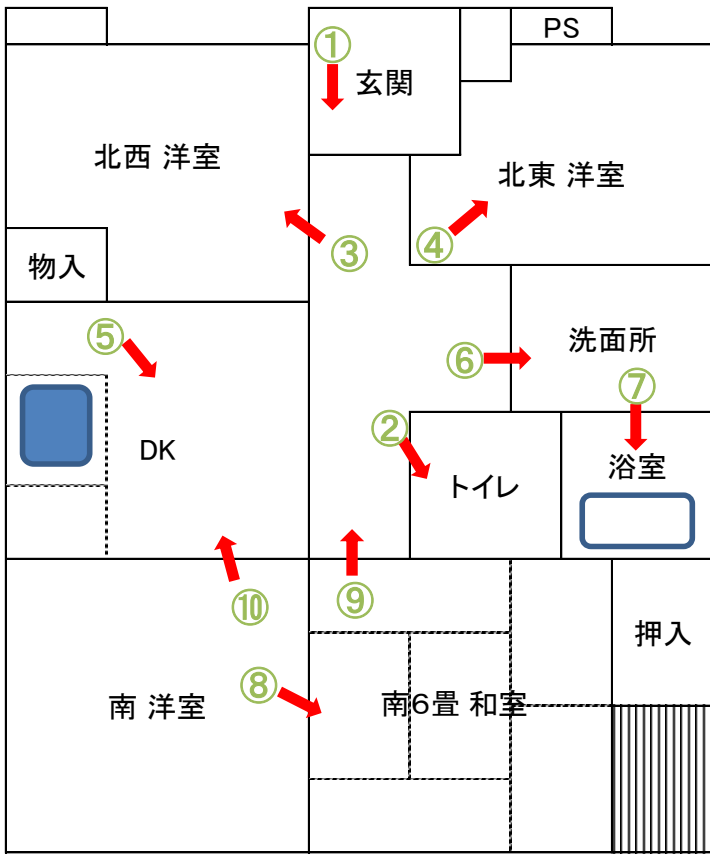 PS
①
玄関
北西 洋室
北東 洋室
④
③
物入
⑤
⑥
洗面所
⑦
②
DK
トイレ
浴室
⑨
⑩
押入
⑧
南 洋室
南6畳 和室